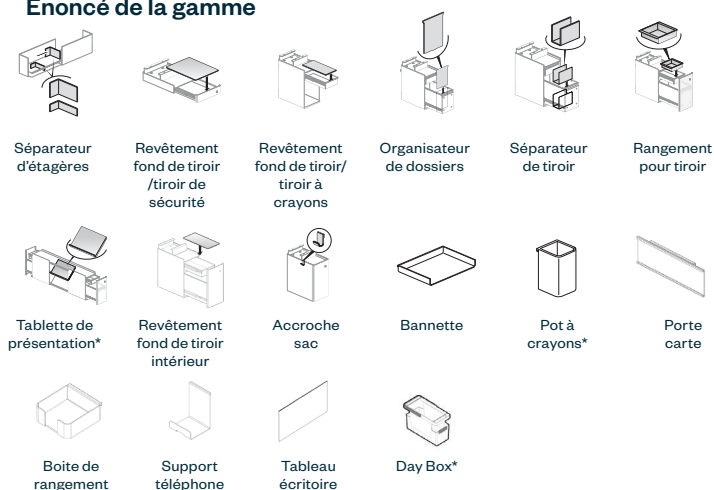 Énoncé de la gamme
Séparateur
d'étagères
Revêtement
fond de tiroir
/tiroir de
sécurité
Revêtement
fond de tiroir/
tiroir à
crayons
Organisateur
de dossiers
Séparateur
de tiroir
Rangement
pour tiroir
Tablette de
présentation*
Revêtement
fond de tiroir
intérieur
Accroche
sac
Bannette
Pot à
crayons*
Porte
carte
Boite de
rangement
Support
téléphone
Tableau
écritoire
Day Box*